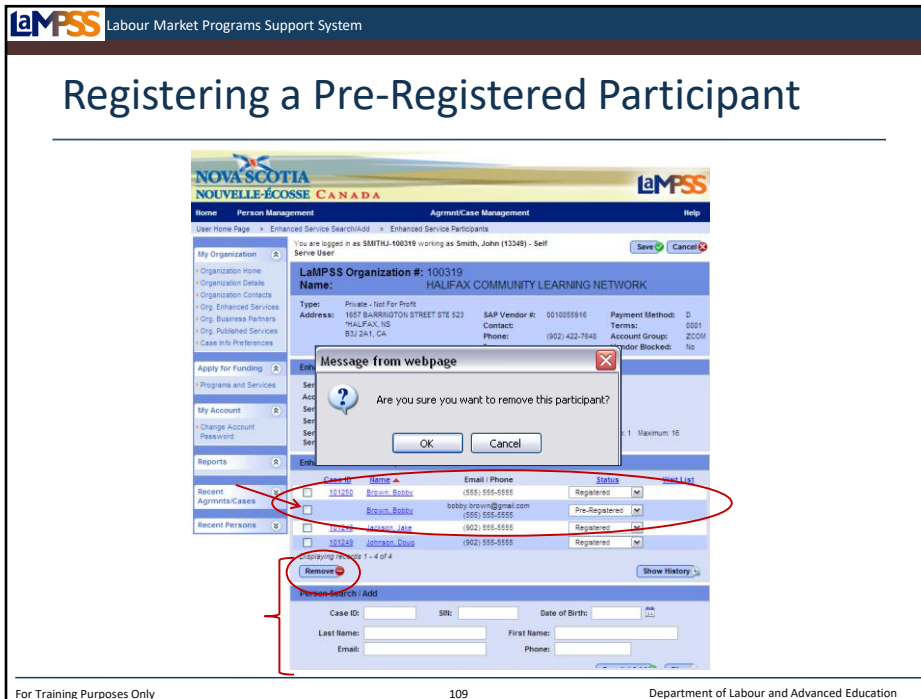 LaMPSS Labour Market Programs Support System
Registering a Pre-Registered Participant
NOVA SCOTIA
NOUVELLE-ÉCOSSE CANADA
LaMPSS
Home Person Management Agrmnt/Case Management Help
User Home Page » Enhanced Service Search/Add » Enhanced Service Participants
My Organization
Organization Home
Organization Details
Organization Contacts
Org. Enhanced Services
Org. Business Partners
Org. Published Services
Case Info Preferences
Apply for Funding
Programs and Services
My Account
Change Account
Password
Reports
Recent
Agrmnts/Cases
Recent Persons
You are logged in as SMITHJ-100319 working as Smith, John (13349) - Self
Serve User
Save Cancel
LaMPSS Organization #: 100319
Name: HALIFAX COMMUNITY LEARNING NETWORK
Type: Private - Not For Profit
Address: 1657 BARRINGTON STREET STE 523 SAP Vendor #: 0010055916 Payment Method: D
*HALIFAX, NS Contact: Terms: 0001
B3J 2A1, CA Phone: (902) 422-7648 Account Group: ZCOM
Vendor Blocked: No
Message from webpage
Are you sure you want to remove this participant?
OK Cancel
Maximum: 16
Case ID Name Email / Phone Status Wait List
101250 Brown, Bobby (555) 555-5555 Registered
Brown, Bobby bobby.brown@gmail.com Pre-Registered
(555) 555-5555
Jackson, Jake (902) 555-5555 Registered
101249 Johnson, Doug (902) 555-5555 Registered
Displaying records 1 - 4 of 4
Remove Show History
Person Search / Add
Case ID: SIN: Date of Birth:
Last Name: First Name:
Email: Phone:
For Training Purposes Only 109 Department of Labour and Advanced Education